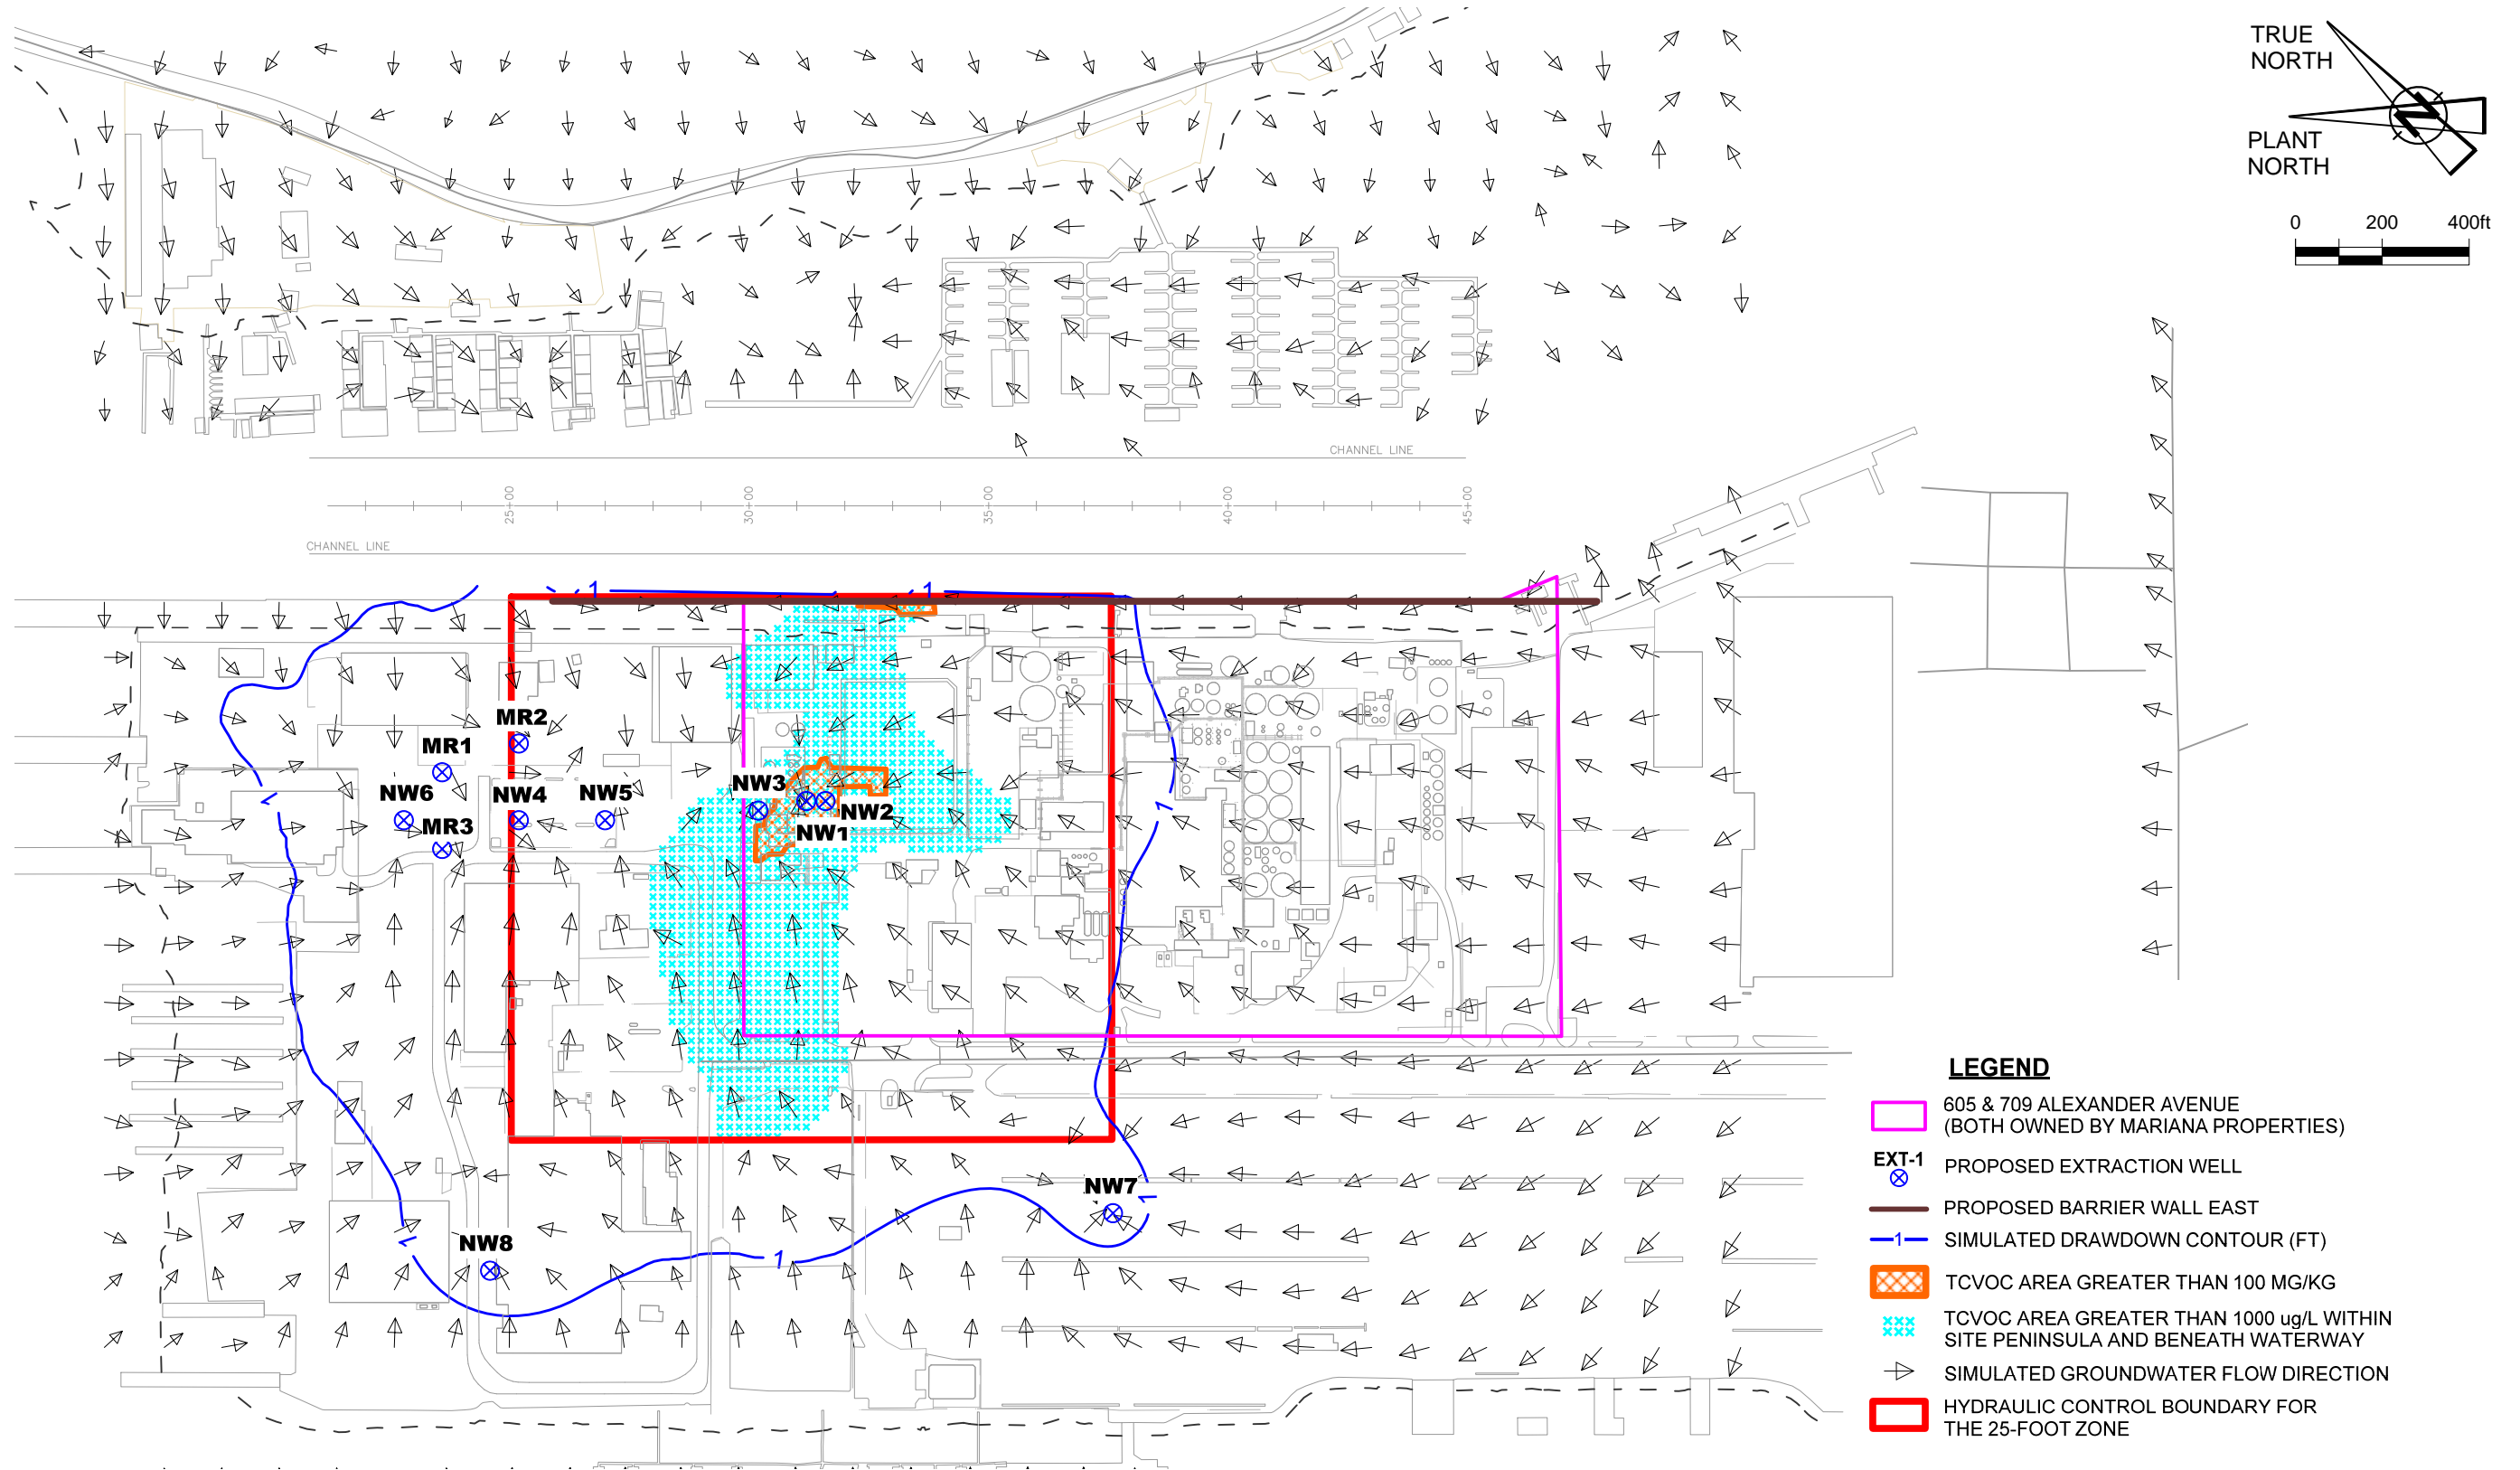 TRUE
NORTH
PLANT
NORTH
0 200 400ft
CHANNEL LINE
25+00 30+00 35+00 40+00 45+00
CHANNEL LINE
1 1
MR2
MR1
NW6 NW4 NW5 NW3
MR3 NW2
NW1
1 1
NW7
1
NW8
1 1
LEGEND
605 & 709 ALEXANDER AVENUE
(BOTH OWNED BY MARIANA PROPERTIES)
EXT-1
PROPOSED EXTRACTION WELL
PROPOSED BARRIER WALL EAST
1 SIMULATED DRAWDOWN CONTOUR (FT)
TCVOC AREA GREATER THAN 100 MG/KG
TCVOC AREA GREATER THAN 1000 ug/L WITHIN
SITE PENINSULA AND BENEATH WATERWAY
SIMULATED GROUNDWATER FLOW DIRECTION
HYDRAULIC CONTROL BOUNDARY FOR
THE 25-FOOT ZONE